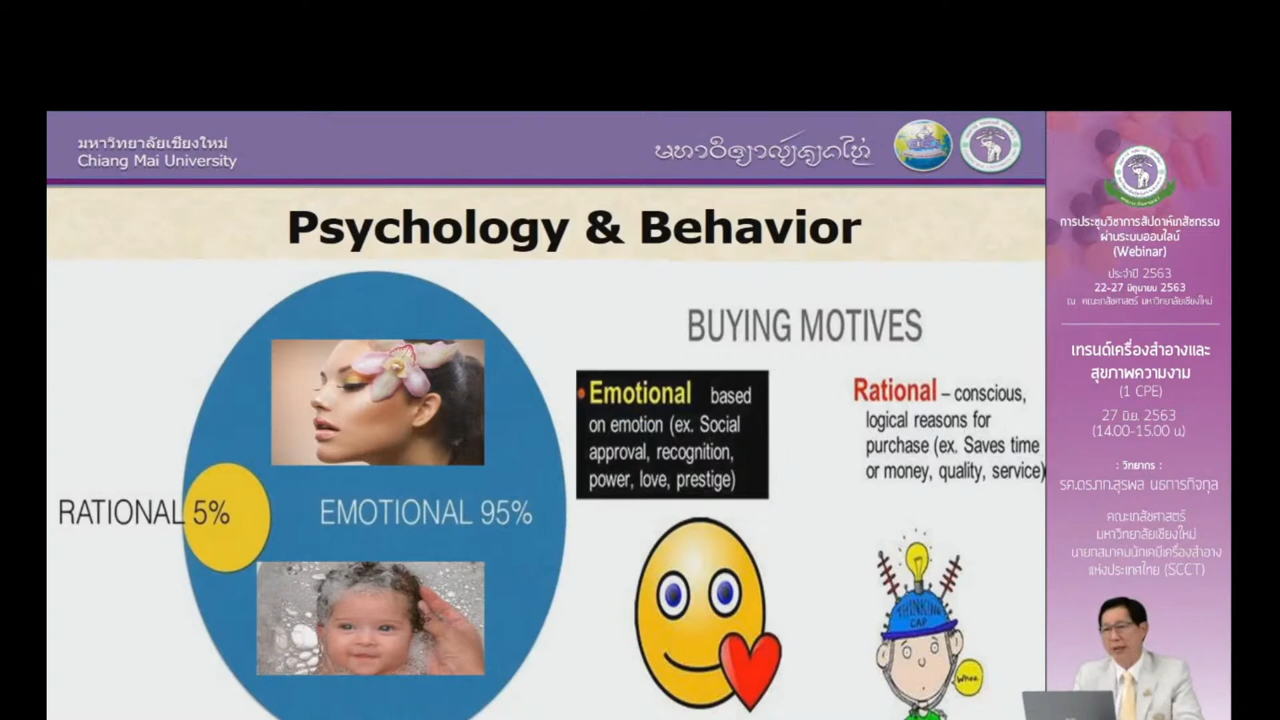 มหาวิทยาลัยเชียงใหม่
Chiang Mai University
Psychology & Behavior
RATIONAL 5%
EMOTIONAL 95%
BUYING MOTIVES
• Emotional based
on emotion (ex. Social
approval, recognition,
power, love, prestige)
Rational – conscious,
logical reasons for
purchase (ex. Saves time
or money, quality, service)
THINKING
CAP
การประชุมวิชาการสัปดาห์เภสัชกรรม
ผ่านระบบออนไลน์
(Webinar)
ประจำปี 2563
22-27 มิถุนายน 2563
ณ คณะเภสัชศาสตร์ มหาวิทยาลัยเชียงใหม่
เทรนด์เครื่องสำอางและ
สุขภาพความงาม
(1 CPE)
27 มิ.ย. 2563
(14.00-15.00 น)
: วิทยากร :
รศ.ดร.ภก.สุรพล นธการกิจกุล
คณะเภสัชศาสตร์
มหาวิทยาลัยเชียงใหม่
นายกสมาคมนักเคมีเครื่องสำอาง
แห่งประเทศไทย (SCCT)